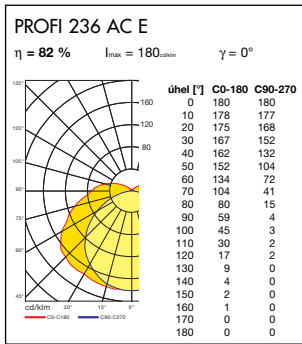 PROFI 236 AC E
η = 82 % Imax = 180cd/klm γ = 0°
úhel [°] C0-180 C90-270
0 180 180
10 178 177
20 175 168
30 167 152
40 162 132
50 152 104
60 134 72
70 104 41
80 80 15
90 59 4
100 45 3
110 30 2
120 17 2
130 9 0
140 4 0
150 2 0
160 1 0
170 0 0
180 0 0
180°
165°
150°
135°
120°
105°
90°
75°
60°
45°
160
120
80
cd/klm 30° 15° 0°
C0-C180 C90-C270